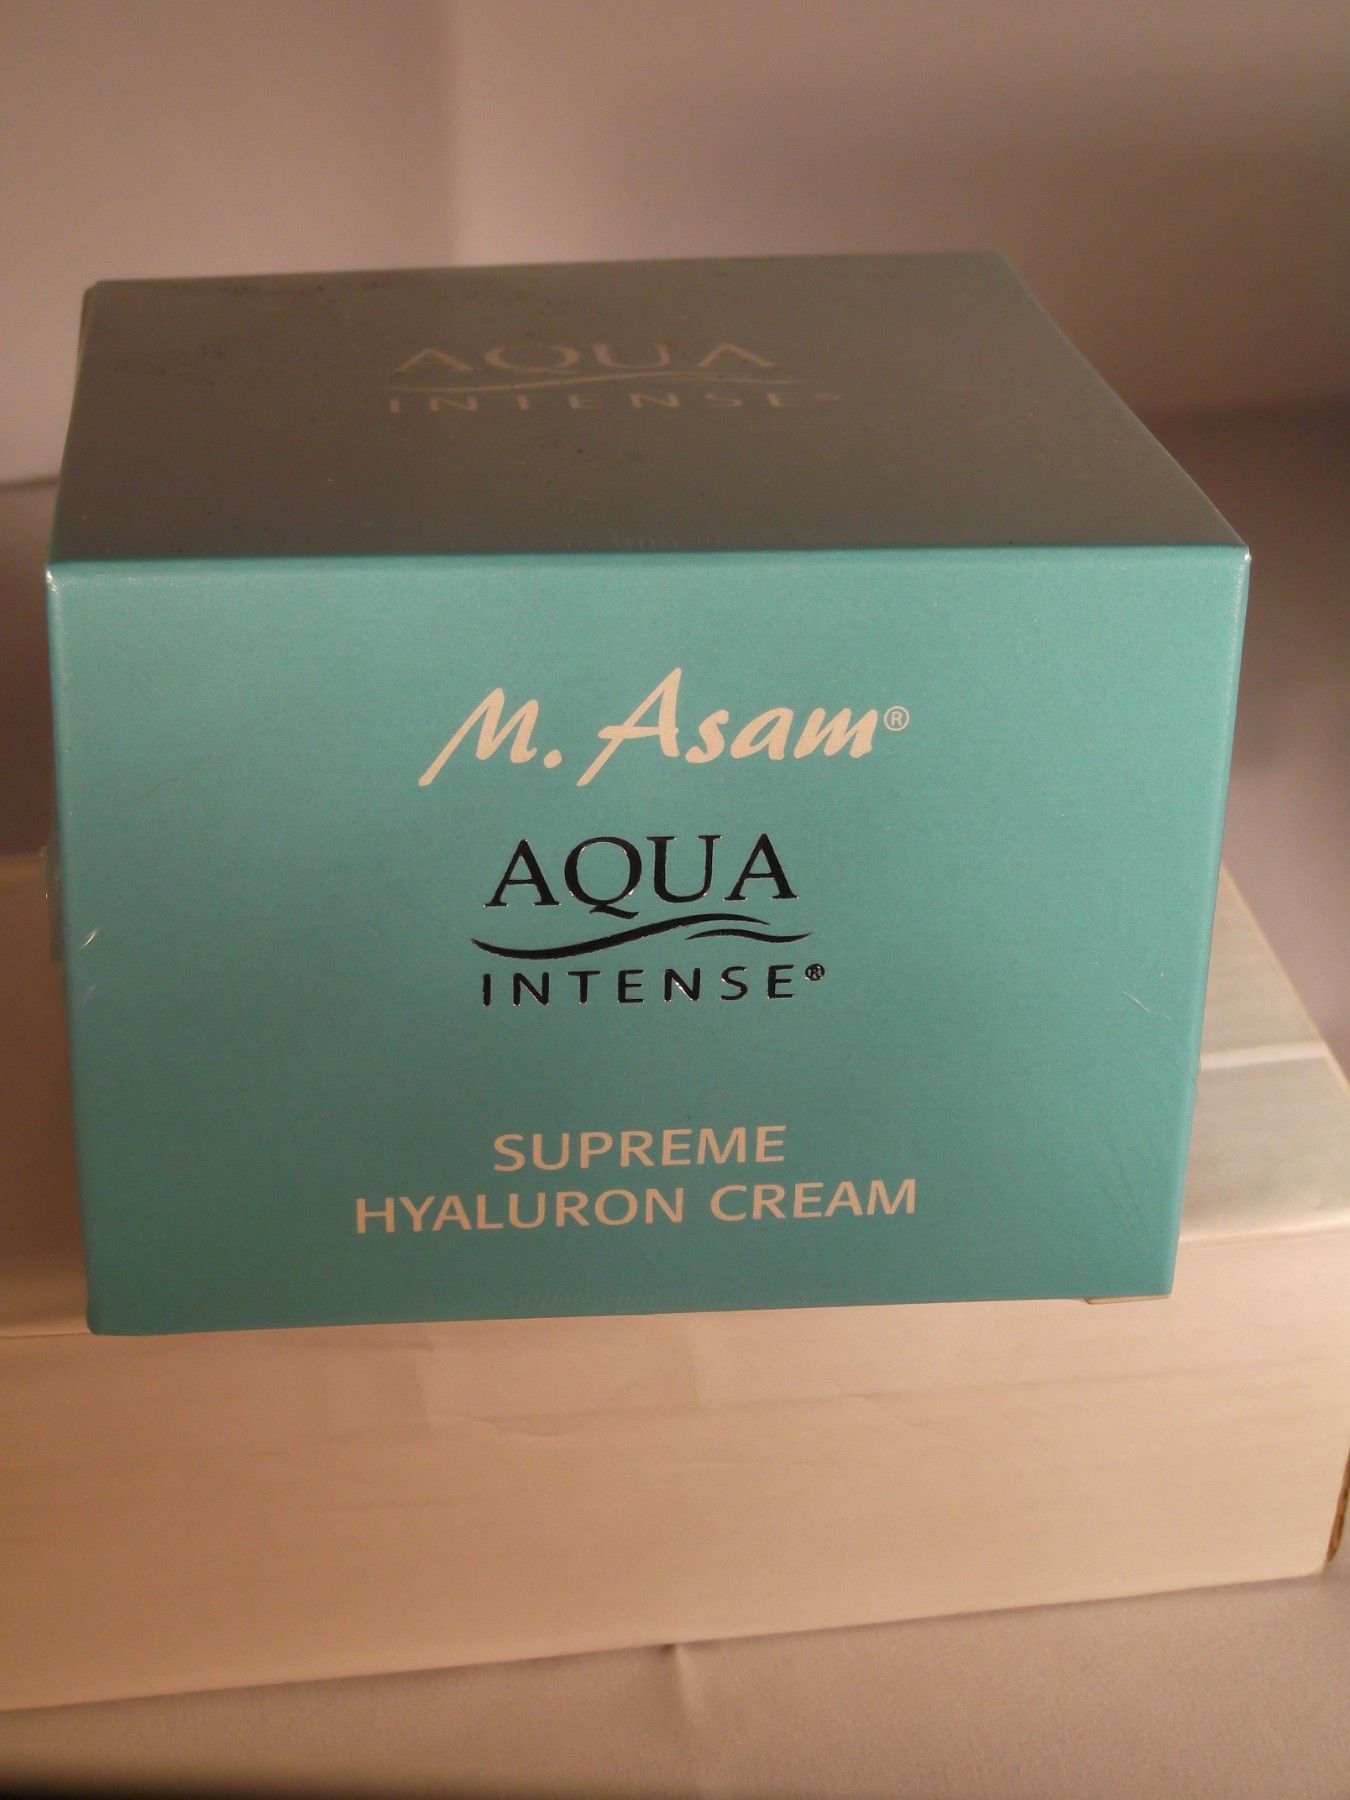 AQUA
INTENSE®
M. Asam®
AQUA
INTENSE®
SUPREME
HYALURON CREAM